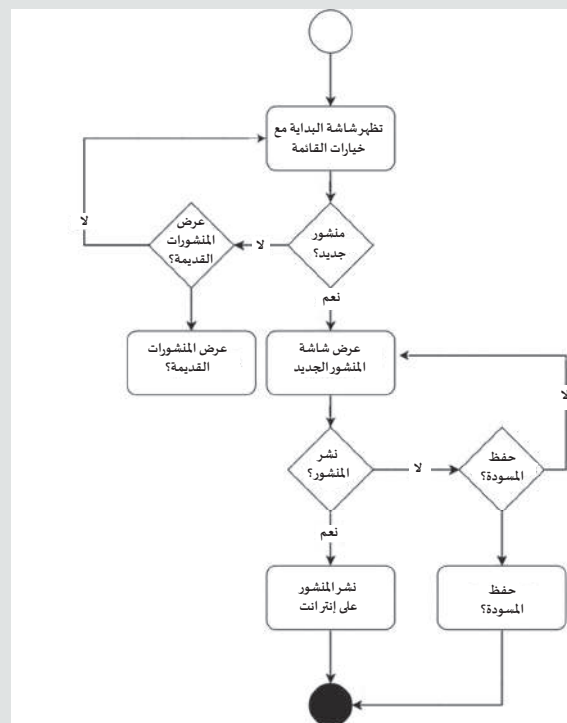 تظهر شاشة البداية مع
خيارات القائمة
منشور
جديد؟
لا
عرض
المنشورات
القديمة؟
لا
نعم
عرض المنشورات
القديمة؟
عرض شاشة
المنشور الجديد
لا
نشر
المنشور؟
لا
حفظ
المسودة؟
نعم
نشر المنشور
على إنترانت
حفظ
المسودة؟